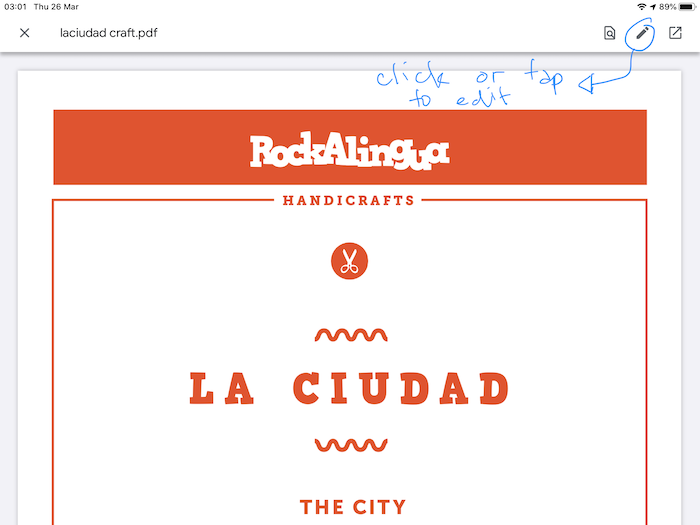 03:01 Thu 26 Mar 89%
laciudad craft.pdf
click or tap
to edit
RockAlingua
HANDICRAFTS
LA CIUDAD
THE CITY